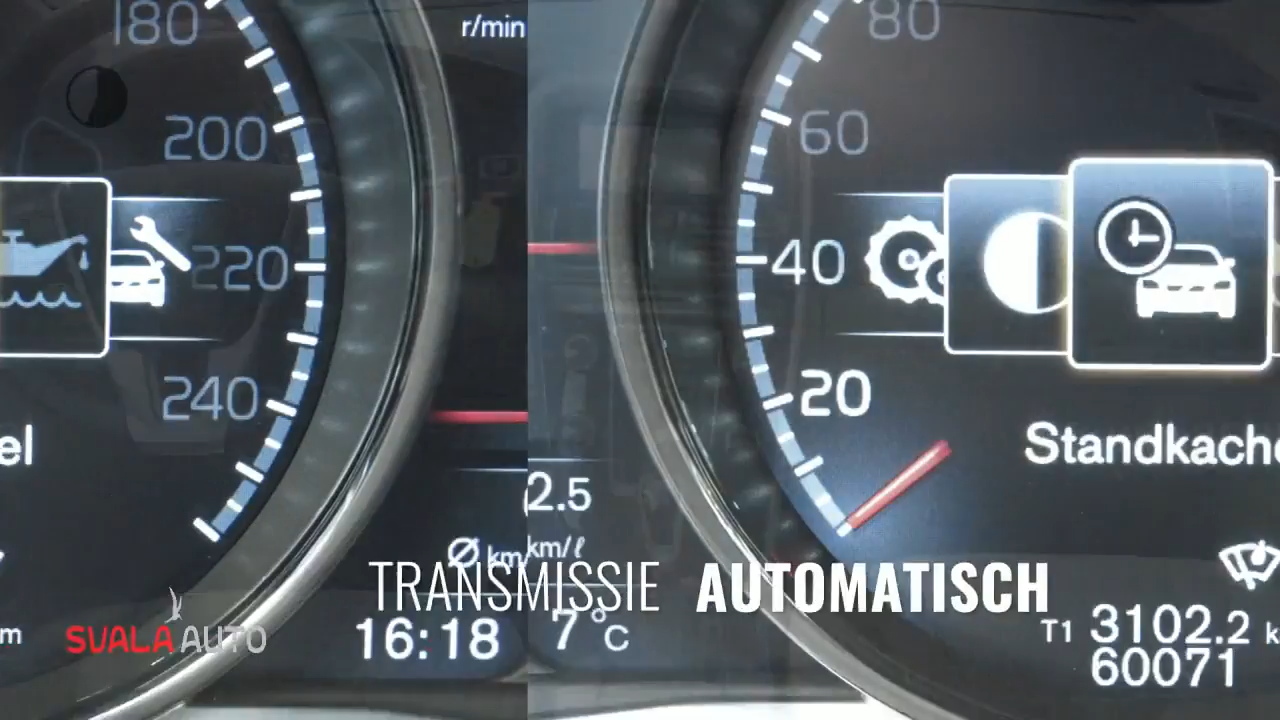 180
r/min
80
200
60
220
40
240
20
el
Standkache
2.5
Ø km/
km/ℓ
TRANSMISSIE AUTOMATISCH
SVALA AUTO
m
16:18
7°C
T1 3102.2 k
60071